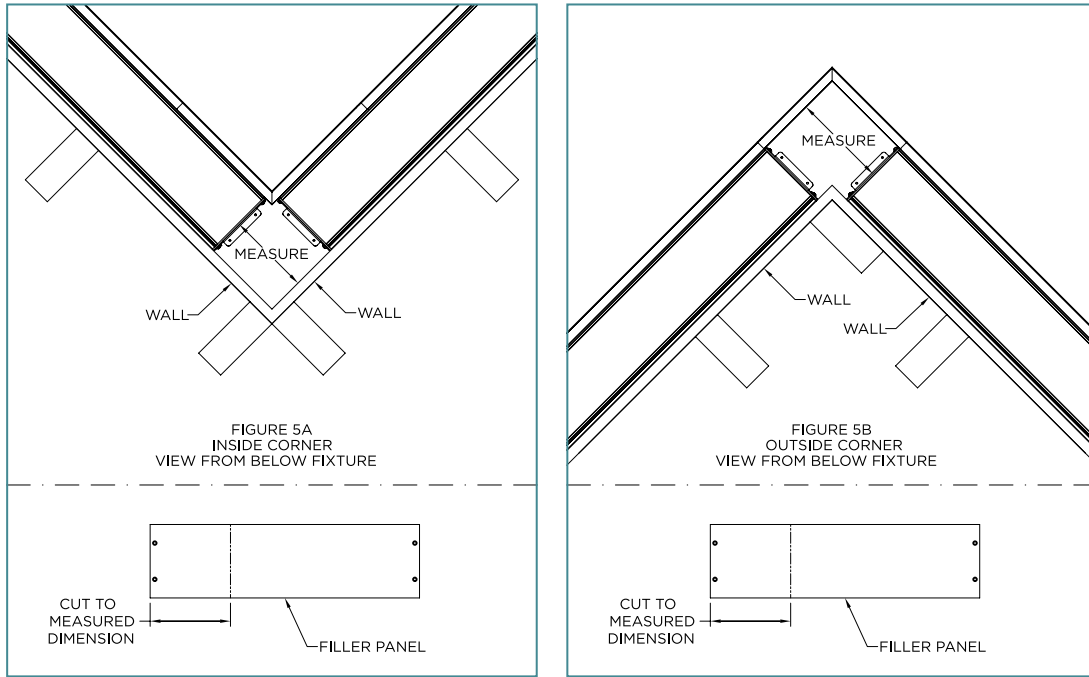 MEASURE
WALL
WALL
FIGURE 5A
INSIDE CORNER
VIEW FROM BELOW FIXTURE
CUT TO
MEASURED
DIMENSION
FILLER PANEL
MEASURE
WALL
WALL
FIGURE 5B
OUTSIDE CORNER
VIEW FROM BELOW FIXTURE
CUT TO
MEASURED
DIMENSION
FILLER PANEL